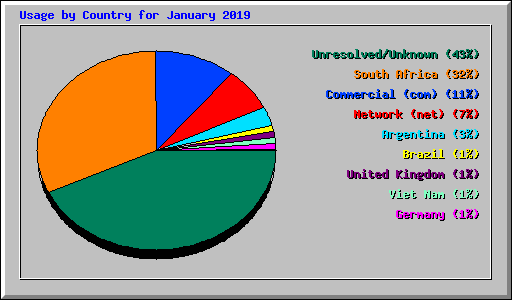 Usage by Country for January 2019
Unresolved/Unknown (43%)
South Africa (32%)
Commercial (com) (11%)
Network (net) (7%)
Argentina (3%)
Brazil (1%)
United Kingdom (1%)
Viet Nam (1%)
Germany (1%)